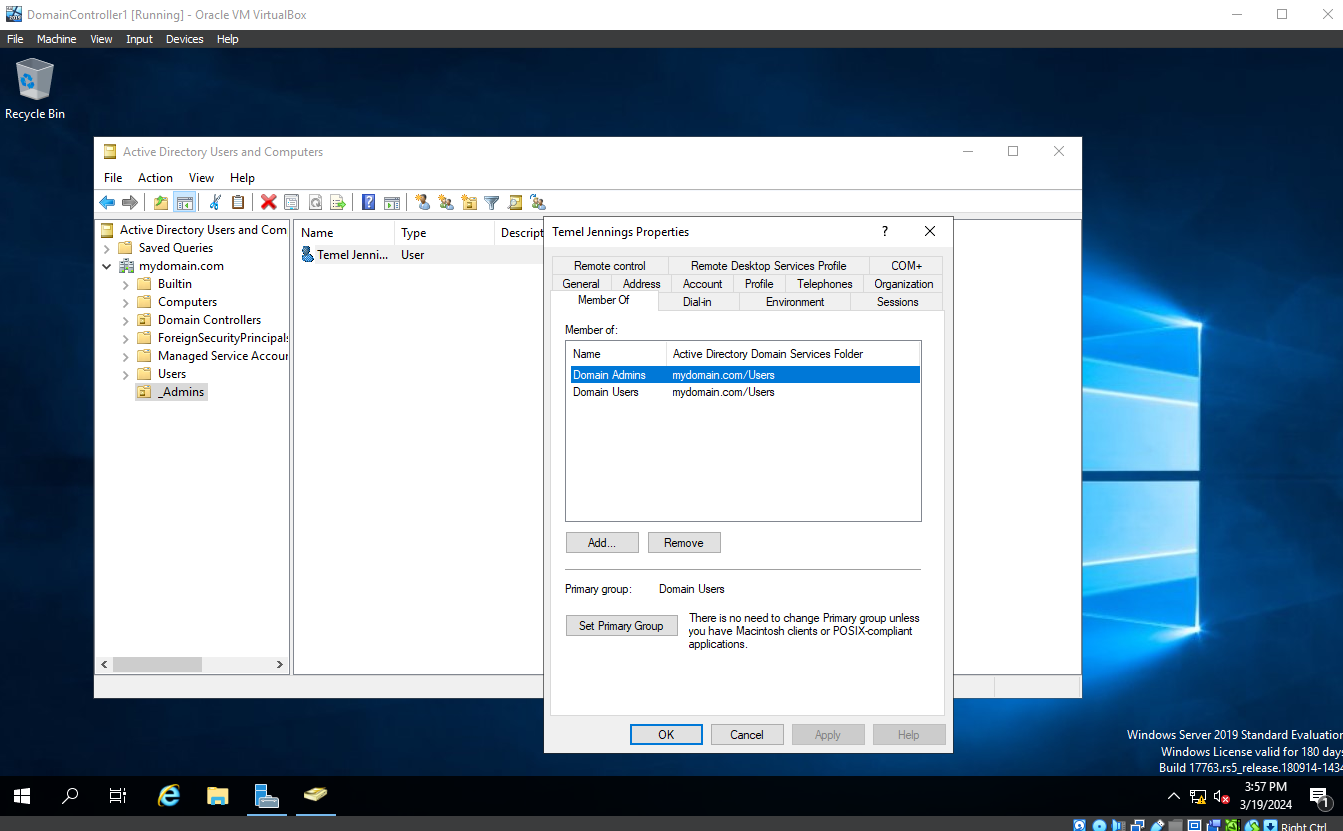 DomainController1 [Running] - Oracle VM VirtualBox
File Machine View Input Devices Help
Recycle Bin
Active Directory Users and Computers
File Action View Help
Active Directory Users and Com
Saved Queries
mydomain.com
Builtin
Computers
Domain Controllers
ForeignSecurityPrincipals
Managed Service Accour
Users
_Admins
Name Type Descript
Temel Jenni... User
Temel Jennings Properties
Remote control Remote Desktop Services Profile COM+
General Address Account Profile Telephones Organization
Member Of Dial-in Environment Sessions
Member of:
Name Active Directory Domain Services Folder
Domain Admins mydomain.com/Users
Domain Users mydomain.com/Users
Add... Remove
Primary group: Domain Users
Set Primary Group
There is no need to change Primary group unless
you have Macintosh clients or POSIX-compliant
applications.
OK Cancel Apply Help
Windows Server 2019 Standard Evaluation
Windows License valid for 180 days
Build 17763.rs5_release.180914-1434
3:57 PM
3/19/2024
1
Right Ctrl